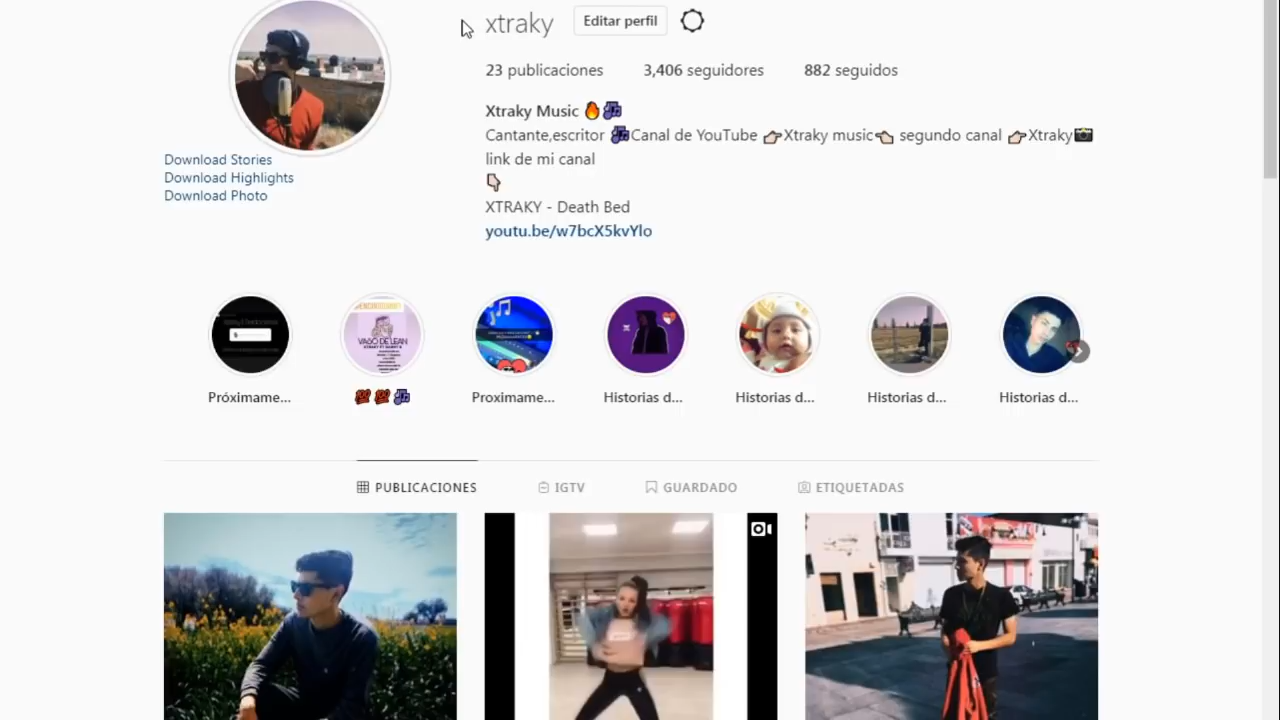 xtraky Editar perfil
23 publicaciones 3,406 seguidores 882 seguidos
Xtraky Music 🔥🎶
Cantante,escritor 🎶Canal de YouTube 👉Xtraky music👈 segundo canal 👉Xtraky📷
link de mi canal
👇
XTRAKY - Death Bed
youtu.be/w7bcX5kvYlo
Download Stories
Download Highlights
Download Photo
VASO DE LEAN
Próximame... 💯 💯 🎶 Proximame... Historias d... Historias d... Historias d... Historias d...
PUBLICACIONES IGTV GUARDADO ETIQUETADAS